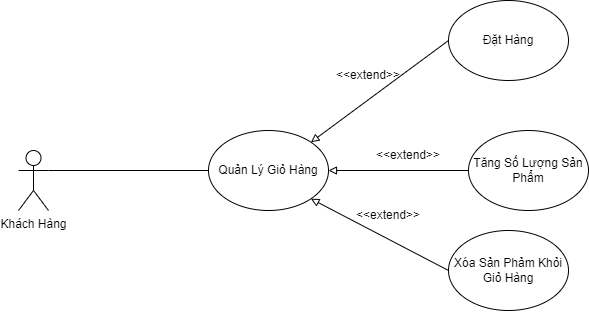 Đặt Hàng
<<extend>>
<<extend>>
Quản Lý Giỏ Hàng
Tăng Số Lượng Sản
Phẩm
<<extend>>
Khách Hàng
Xóa Sản Phảm Khỏi
Giỏ Hàng